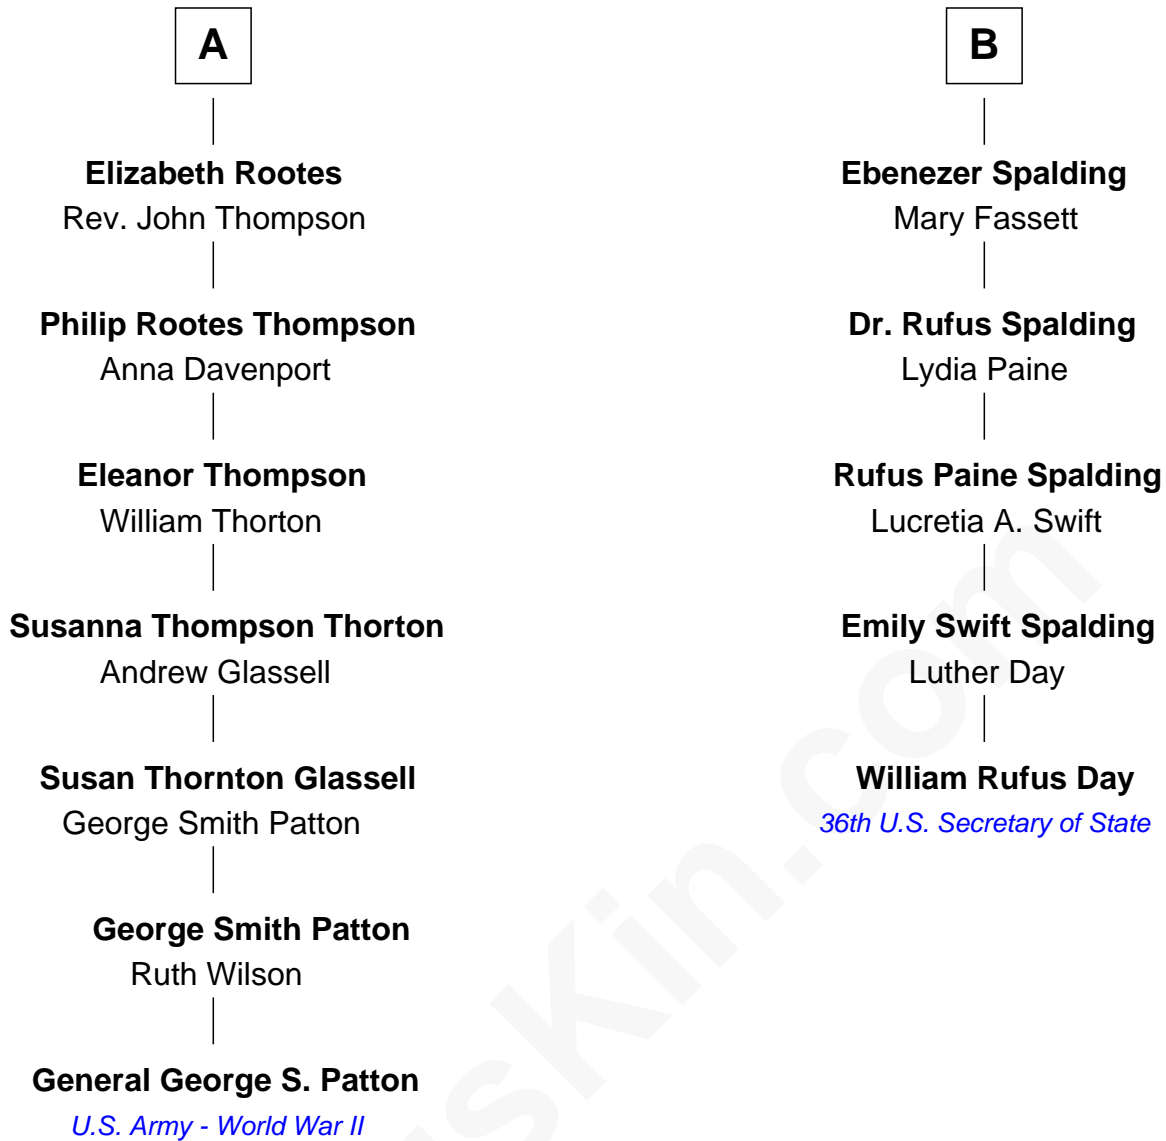 A
Elizabeth Rootes
Rev. John Thompson
Philip Rootes Thompson
Anna Davenport
Eleanor Thompson
William Thorton
Susanna Thompson Thorton
Andrew Glassell
Susan Thornton Glassell
George Smith Patton
George Smith Patton
Ruth Wilson
General George S. Patton
U.S. Army - World War II
B
Ebenezer Spalding
Mary Fassett
Dr. Rufus Spalding
Lydia Paine
Rufus Paine Spalding
Lucretia A. Swift
Emily Swift Spalding
Luther Day
William Rufus Day
36th U.S. Secretary of State
usKin.com